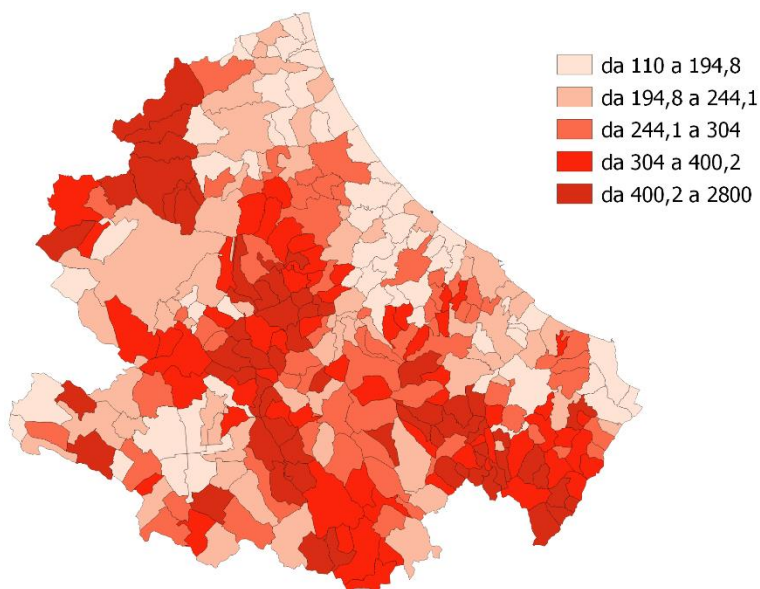 da 110 a 194,8
da 194,8 a 244,1
da 244,1 a 304
da 304 a 400,2
da 400,2 a 2800